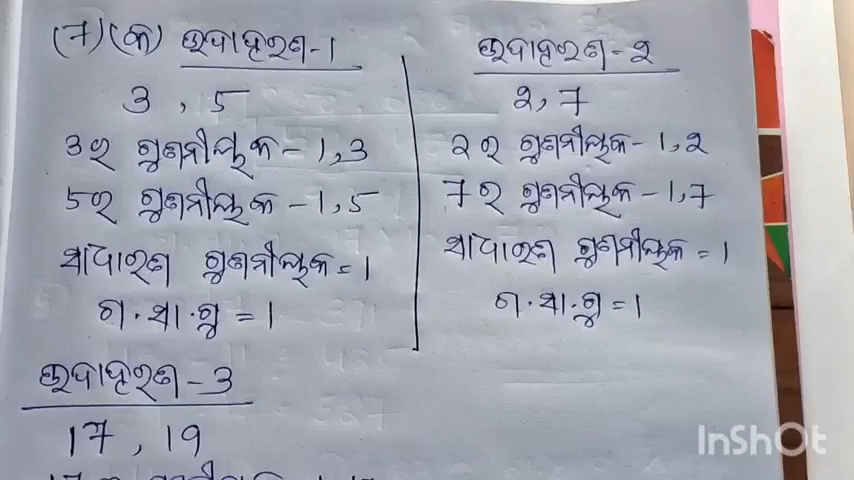 (7)(କ) ଉଦାହରଣ-1
3 , 5
3ର ଗୁଣନୀୟକ - 1,3
5ର ଗୁଣନୀୟକ - 1,5
ସାଧାରଣ ଗୁଣନୀୟକ = 1
ଗ.ସା.ଗୁ = 1
ଉଦାହରଣ - 2
2, 7
2ର ଗୁଣନୀୟକ - 1,2
7ର ଗୁଣନୀୟକ - 1,7
ସାଧାରଣ ଗୁଣନୀୟକ = 1
ଗ.ସା.ଗୁ = 1
ଉଦାହରଣ - 3
17, 19
InShOt